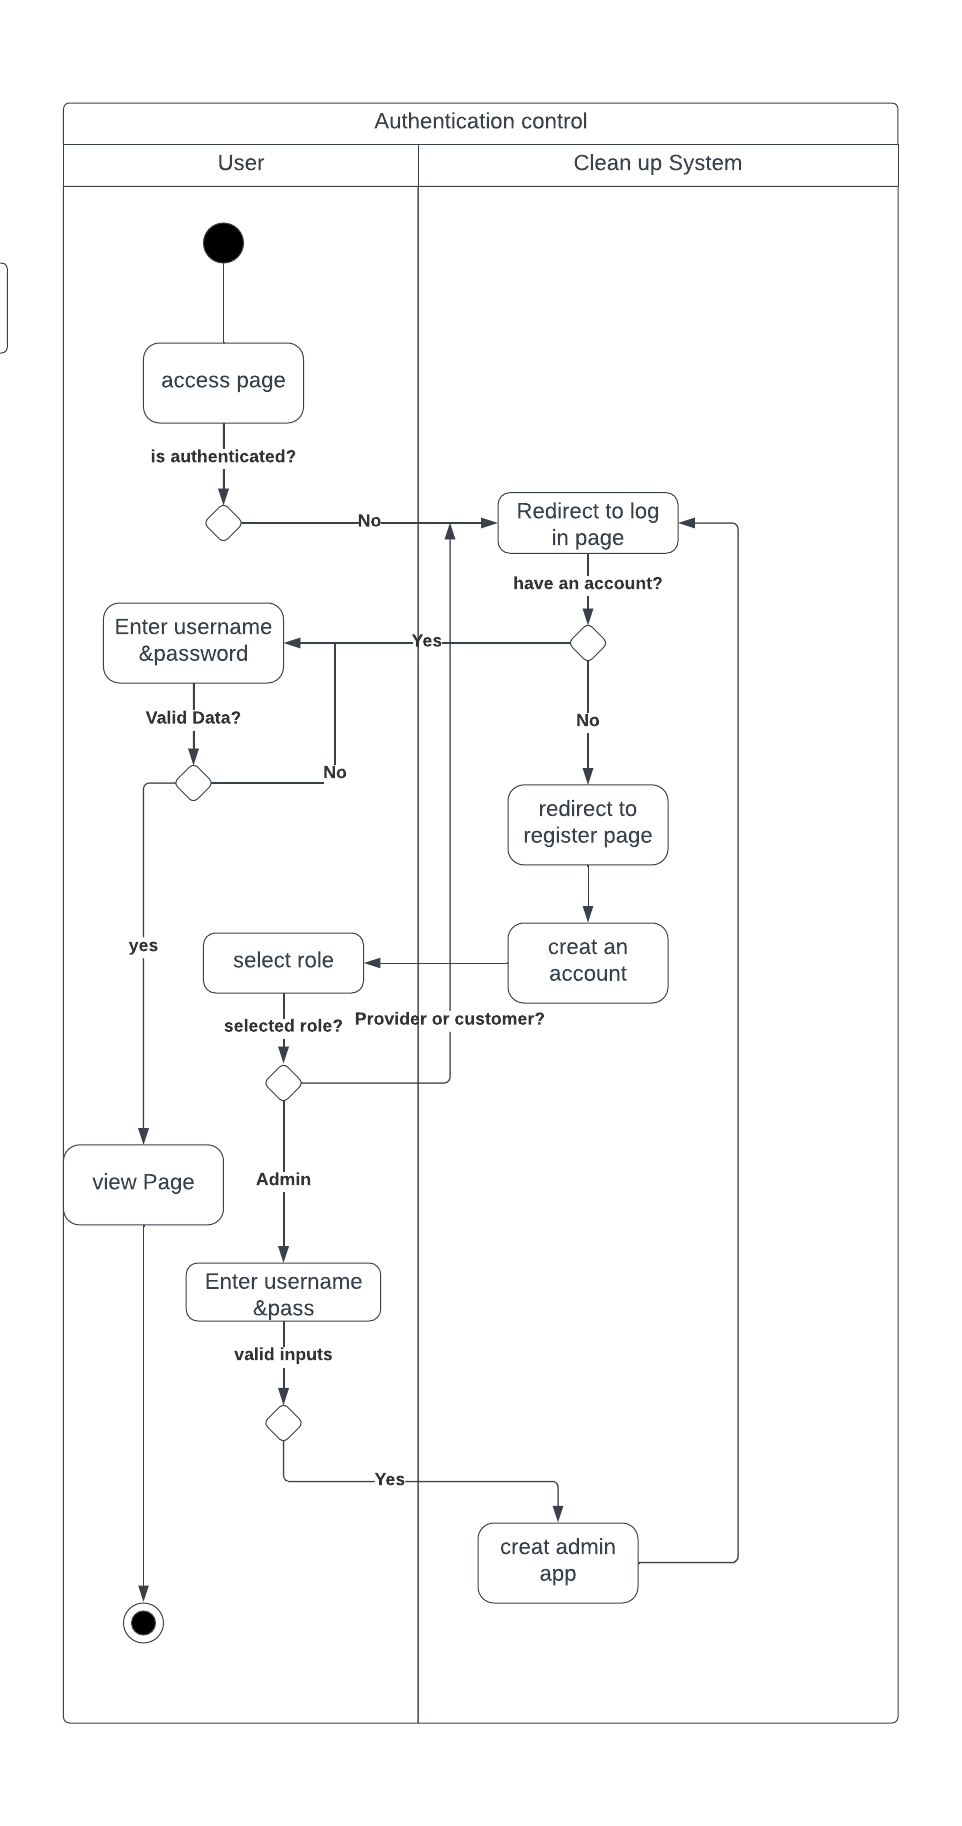 Authentication control
User
Clean up System
access page
is authenticated?
No
Redirect to log
in page
have an account?
Enter username
&password
Yes
Valid Data?
No
No
redirect to
register page
yes
select role
creat an
account
selected role?
Provider or customer?
Admin
view Page
Enter username
&pass
valid inputs
Yes
creat admin
app